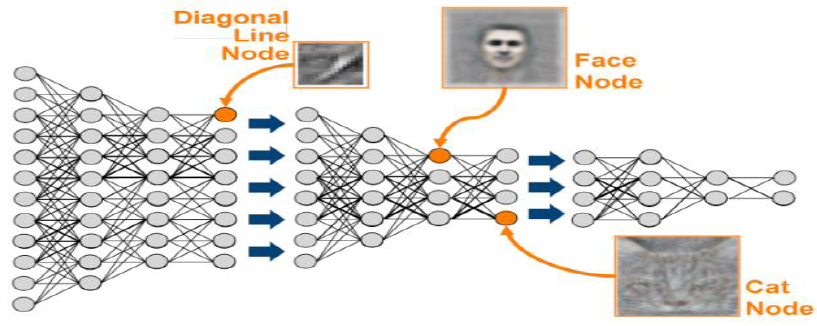 Diagonal
Line
Node
Face
Node
Cat
Node